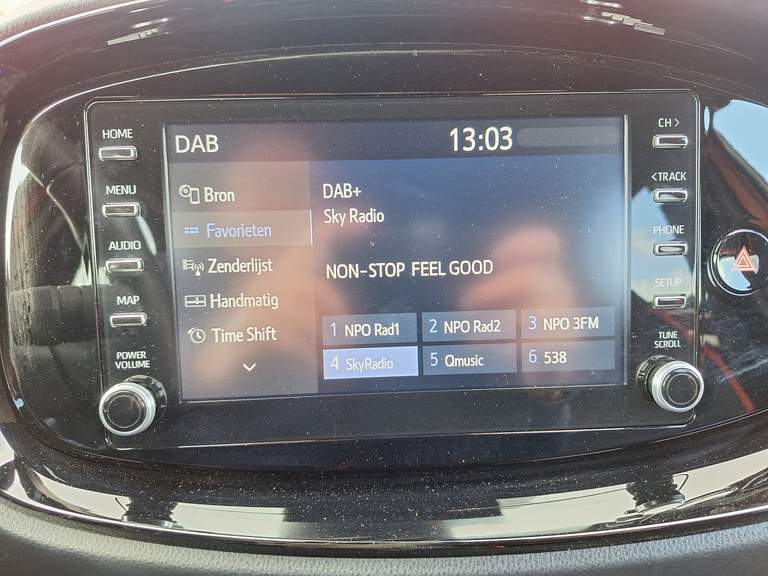 HOME
MENU
AUDIO
MAP
POWER
VOLUME
DAB 13:03
Bron
Favorieten
Zenderlijst
Handmatig
Time Shift
DAB+
Sky Radio
NON-STOP FEEL GOOD
1 NPO Rad1 2 NPO Rad2 3 NPO 3FM
4 SkyRadio 5 Qmusic 6 538
CH >
< TRACK
PHONE
SETUP
TUNE
SCROLL